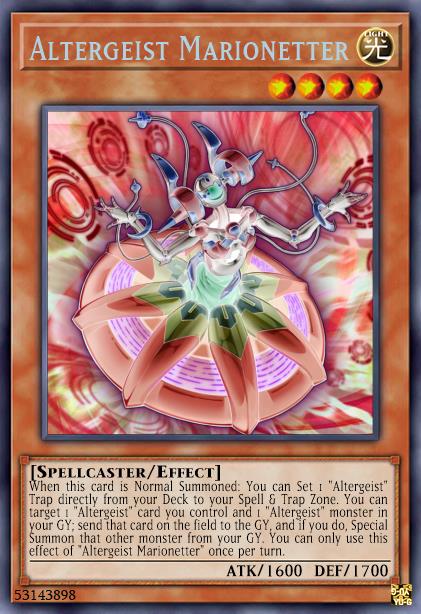 Altergeist Marionetter
LIGHT
光
[Spellcaster/Effect]
When this card is Normal Summoned: You can Set 1 "Altergeist"
Trap directly from your Deck to your Spell & Trap Zone. You can
target 1 "Altergeist" card you control and 1 "Altergeist" monster in
your GY; send that card on the field to the GY, and if you do, Special
Summon that other monster from your GY. You can only use this
effect of "Altergeist Marionetter" once per turn.
ATK/1600 DEF/1700
53143898